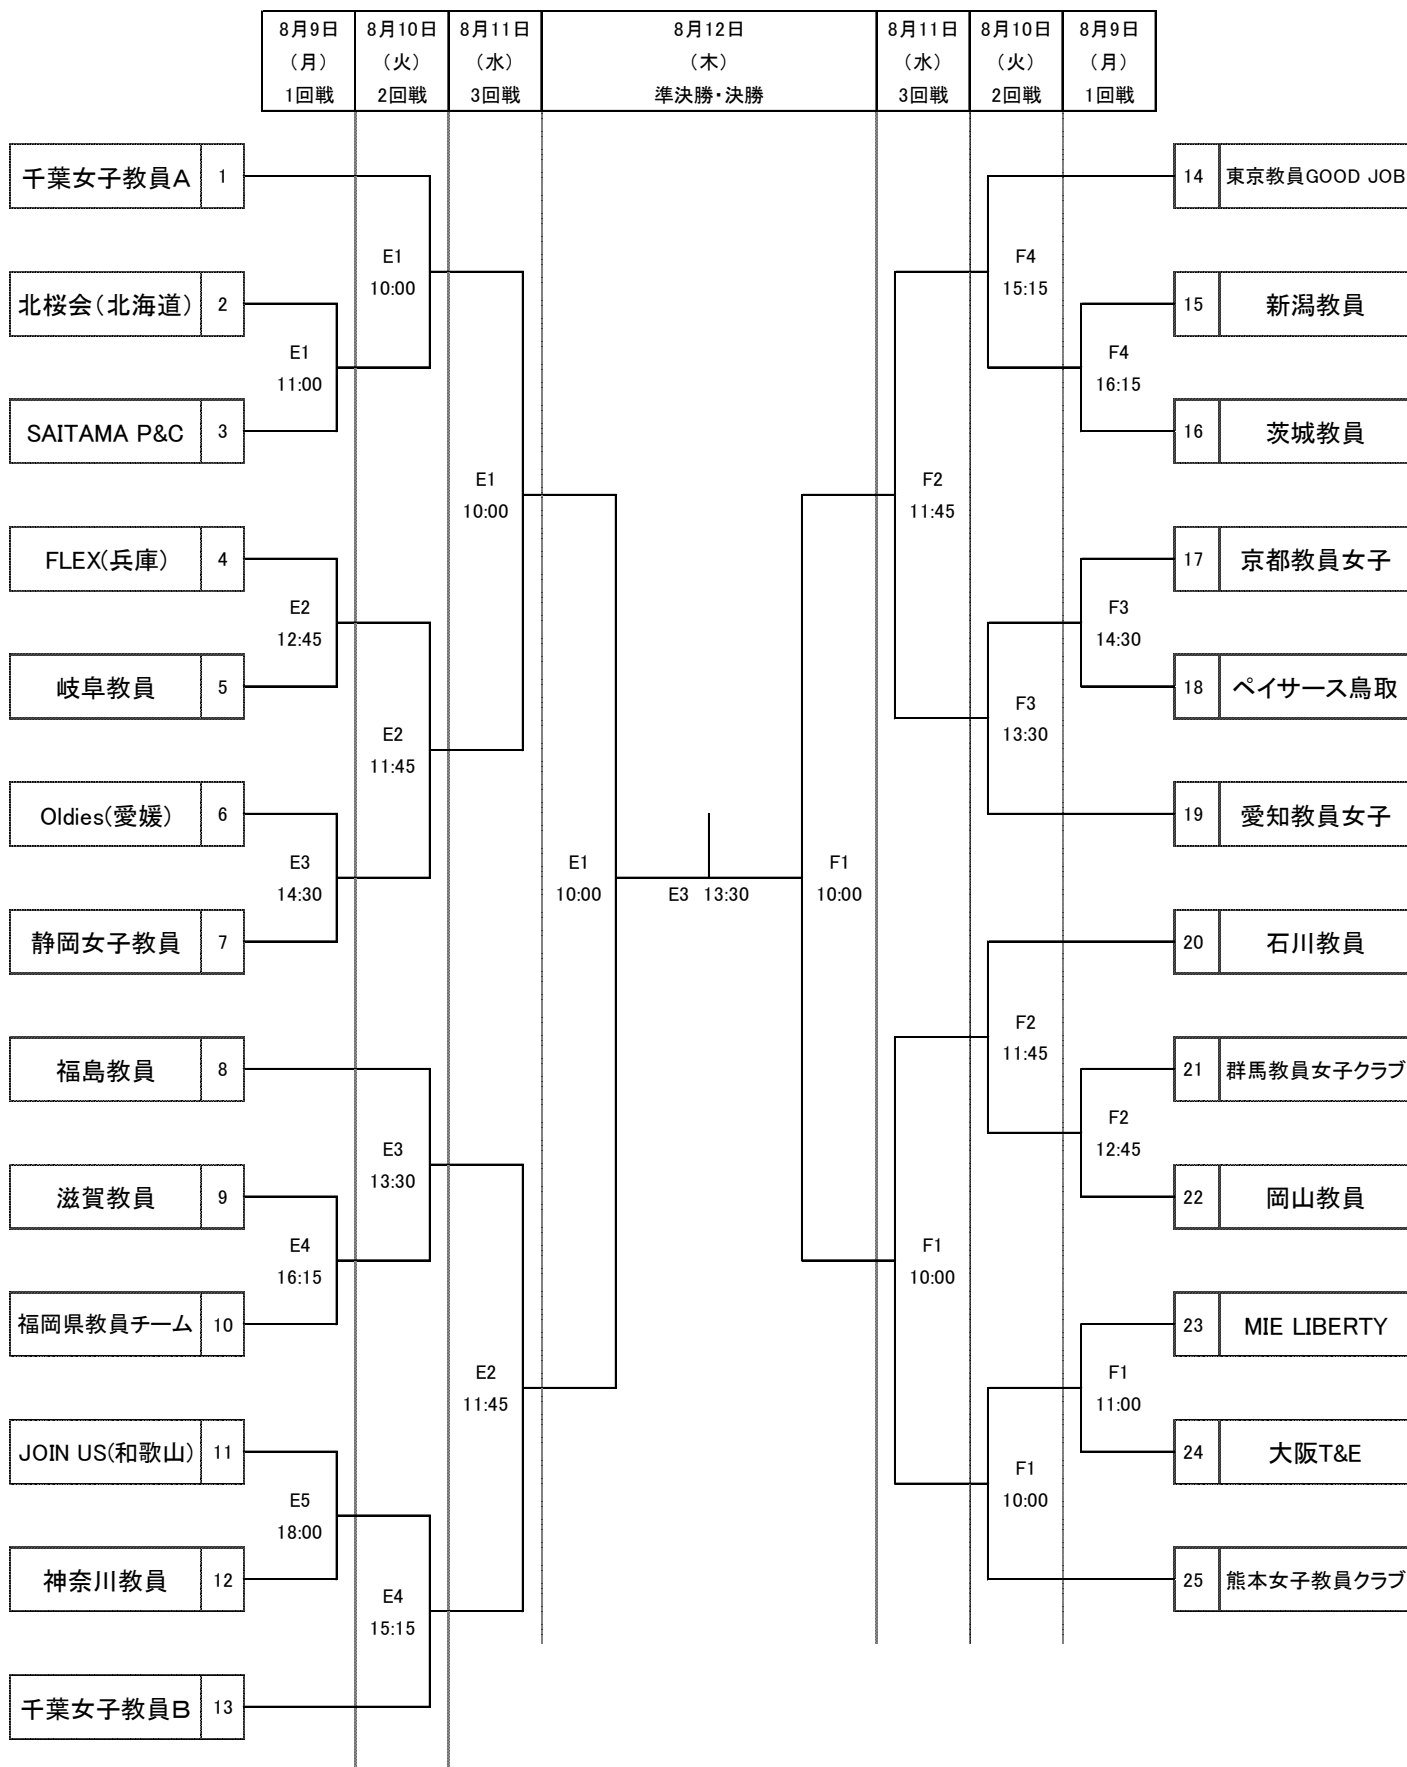 8月9日
（月）
1回戦
8月10日
（火）
2回戦
8月11日
（水）
3回戦
8月12日
（木）
準決勝・決勝
8月11日
（水）
3回戦
8月10日
（火）
2回戦
8月9日
（月）
1回戦
千葉女子教員A 1
北桜会（北海道） 2
SAITAMA P&C 3
FLEX(兵庫) 4
岐阜教員 5
Oldies(愛媛) 6
静岡女子教員 7
福島教員 8
滋賀教員 9
福岡県教員チーム 10
JOIN US(和歌山) 11
神奈川教員 12
千葉女子教員B 13
E1
11:00
E2
12:45
E3
14:30
E4
16:15
E5
18:00
E1
10:00
E2
11:45
E3
13:30
E4
15:15
E1
10:00
E2
11:45
E1
10:00
E3 13:30
F1
10:00
F2
11:45
F1
10:00
F4
15:15
F3
13:30
F2
11:45
F1
10:00
F4
16:15
F3
14:30
F2
12:45
F1
11:00
14 東京教員GOOD JOB
15 新潟教員
16 茨城教員
17 京都教員女子
18 ペイサース鳥取
19 愛知教員女子
20 石川教員
21 群馬教員女子クラブ
22 岡山教員
23 MIE LIBERTY
24 大阪T&E
25 熊本女子教員クラブ